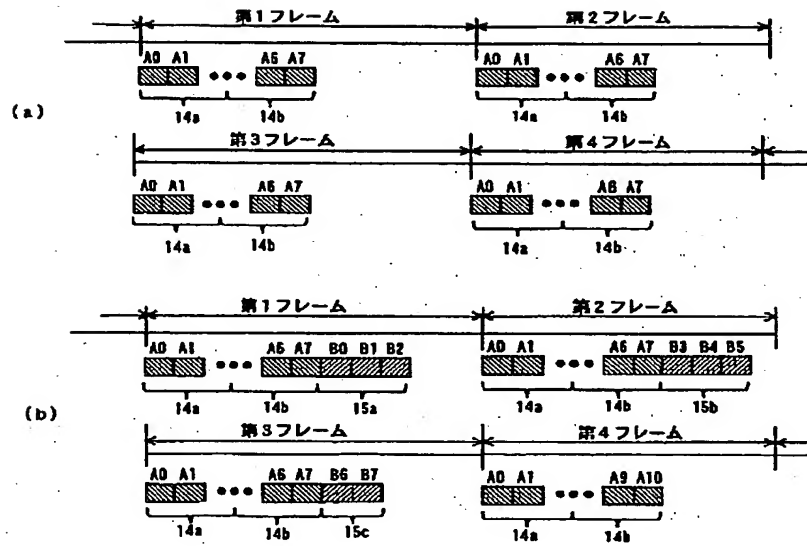 第1フレーム 第2フレーム
A0 A1 ••• A6 A7 A0 A1 ••• A6 A7
14a 14b 14a 14b
(a)
第3フレーム 第4フレーム
A0 A1 ••• A6 A7 A0 A1 ••• A6 A7
14a 14b 14a 14b
第1フレーム 第2フレーム
A0 A1 ••• A6 A7 B0 B1 B2 A0 A1 ••• A6 A7 B3 B4 B5
14a 14b 15a 14a 14b 15b
(b)
第3フレーム 第4フレーム
A0 A1 ••• A6 A7 B6 B7 A0 A1 ••• A9 A10
14a 14b 15c 14a 14b